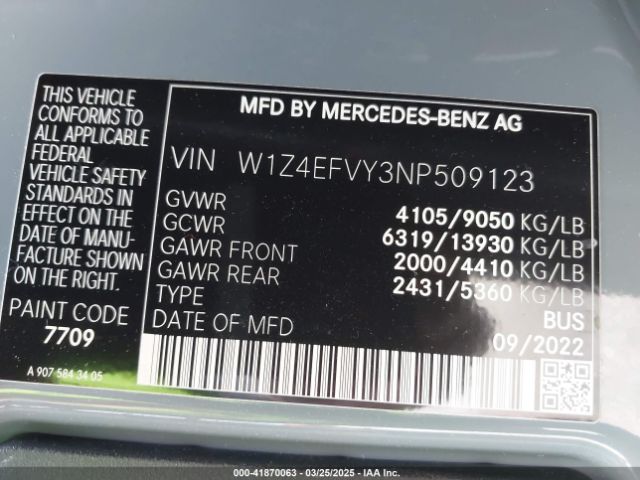 THIS VEHICLE
CONFORMS TO
ALL APPLICABLE
FEDERAL
VEHICLE SAFETY
STANDARDS IN
EFFECT ON THE
DATE OF MANU-
FACTURE SHOWN
ON THE RIGHT.
PAINT CODE
7709
A 907 584 34 05
MFD BY MERCEDES-BENZ AG
VIN W1Z4EFVY3NP509123
GVWR 4105/9050 KG/LB
GCWR 6319/13930 KG/LB
GAWR FRONT 2000/4410 KG/LB
GAWR REAR 2431/5360 KG/LB
TYPE BUS
DATE OF MFD 09/2022
00-41870063 - 03/25/2025 - IAA Inc.